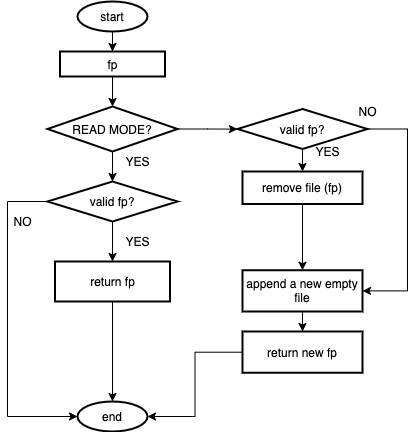 start
fp
NO
READ MODE?
valid fp?
YES
YES
valid fp?
remove file (fp)
NO
YES
return fp
append a new empty
file
return new fp
end